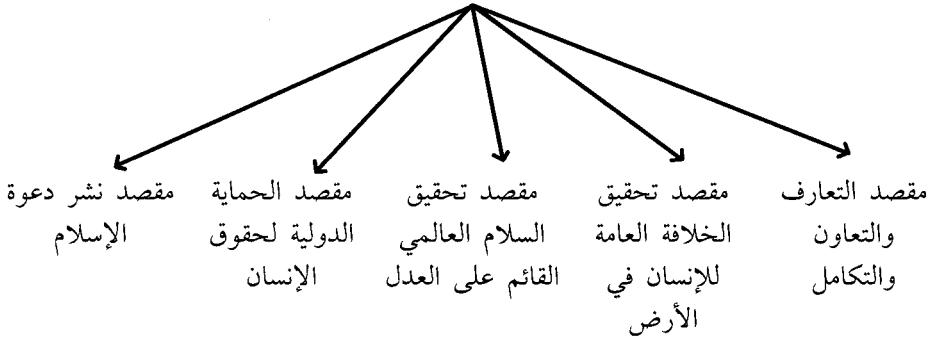 مقصد التعارف
والتعاون
والتكامل
مقصد تحقيق
الخلافة العامة
للإنسان في
الأرض
مقصد تحقيق
السلام العالمي
القائم على العدل
مقصد الحماية
الدولية لحقوق
الإنسان
مقصد نشر دعوة
الإسلام